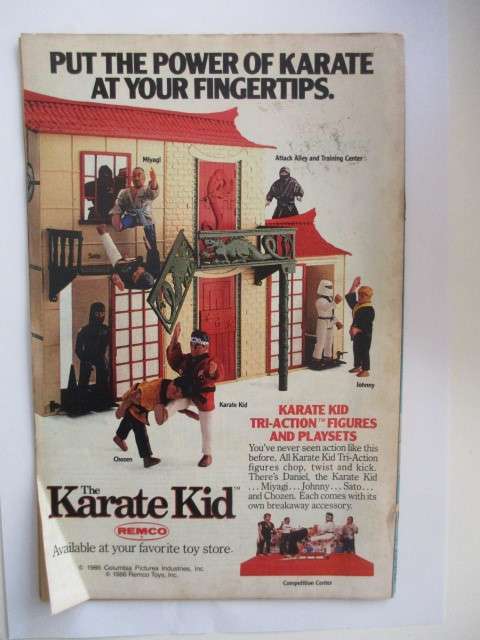 PUT THE POWER OF KARATE
AT YOUR FINGERTIPS.
Miyagi
Attack Alley and Training Center
Sato
Johnny
Karate Kid
Chozen
KARATE KID
TRI-ACTION™ FIGURES
AND PLAYSETS
You've never seen action like this
before. All Karate Kid Tri-Action
figures chop, twist and kick.
There's Daniel, the Karate Kid
...Miyagi...Johnny...Sato...
and Chozen. Each comes with its
own breakaway accessory.
The
Karate Kid™
REMCO
Available at your favorite toy store.
© 1986 Columbia Pictures Industries, Inc.
© 1986 Remco Toys, Inc.
Competition Center